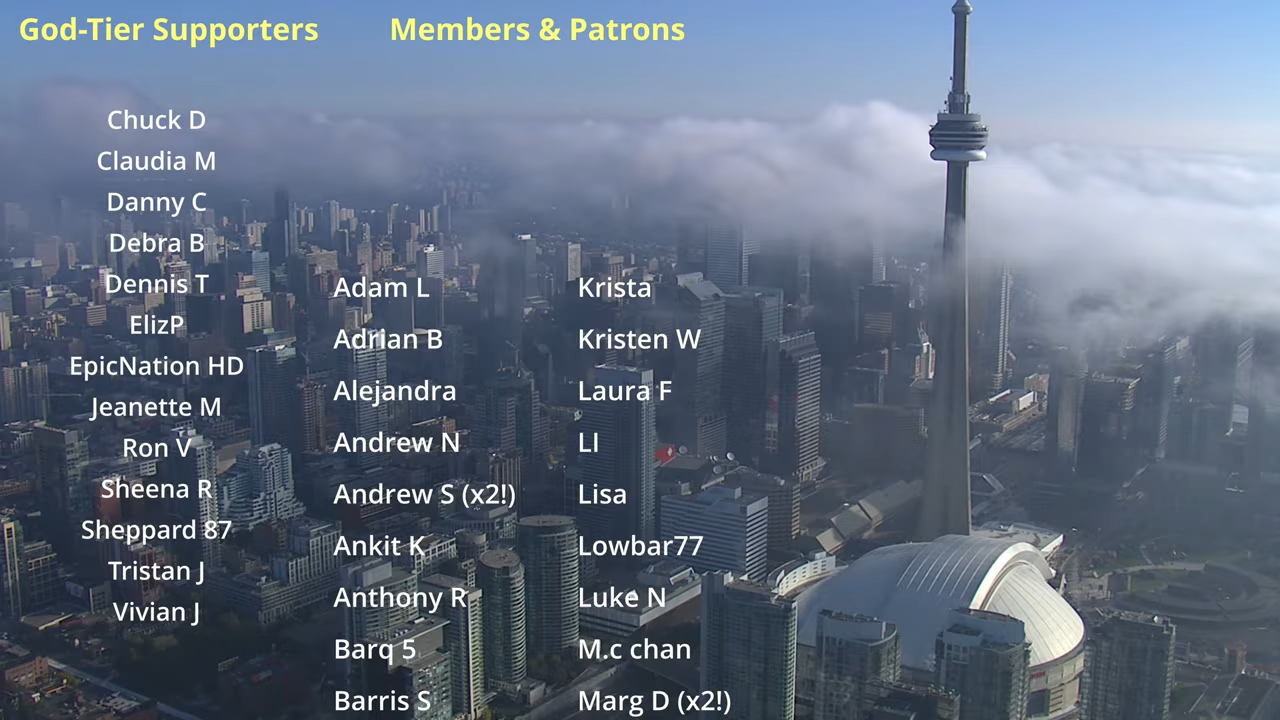 God-Tier Supporters
Chuck D
Claudia M
Danny C
Debra B
Dennis T
ElizP
EpicNation HD
Jeanette M
Ron V
Sheena R
Sheppard 87
Tristan J
Vivian J
Members & Patrons
Adam L
Adrian B
Alejandra
Andrew N
Andrew S (x2!)
Ankit K
Anthony R
Barq 5
Barris S
Krista
Kristen W
Laura F
LI
Lisa
Lowbar77
Luke N
M.c chan
Marg D (x2!)